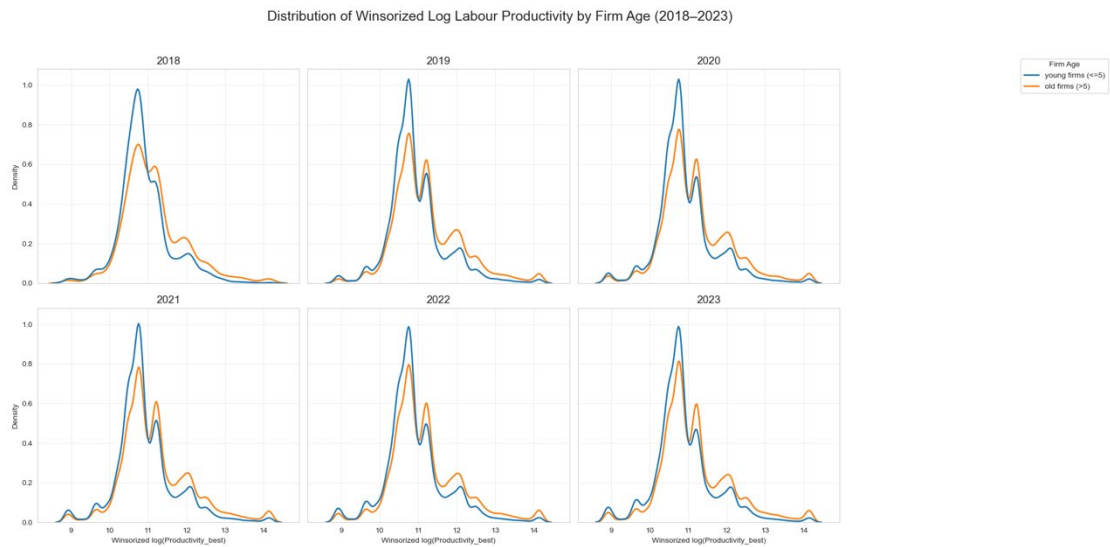 Distribution of Winsorized Log Labour Productivity by Firm Age (2018–2023)
2018
2019
2020
Firm Age
young firms (<=5)
old firms (>5)
1.0
0.8
0.6
0.4
0.2
0.0
Density
2021
2022
2023
1.0
0.8
0.6
0.4
0.2
0.0
Density
9 10 11 12 13 14
9 10 11 12 13 14
9 10 11 12 13 14
Winsorized log(Productivity_best)
Winsorized log(Productivity_best)
Winsorized log(Productivity_best)